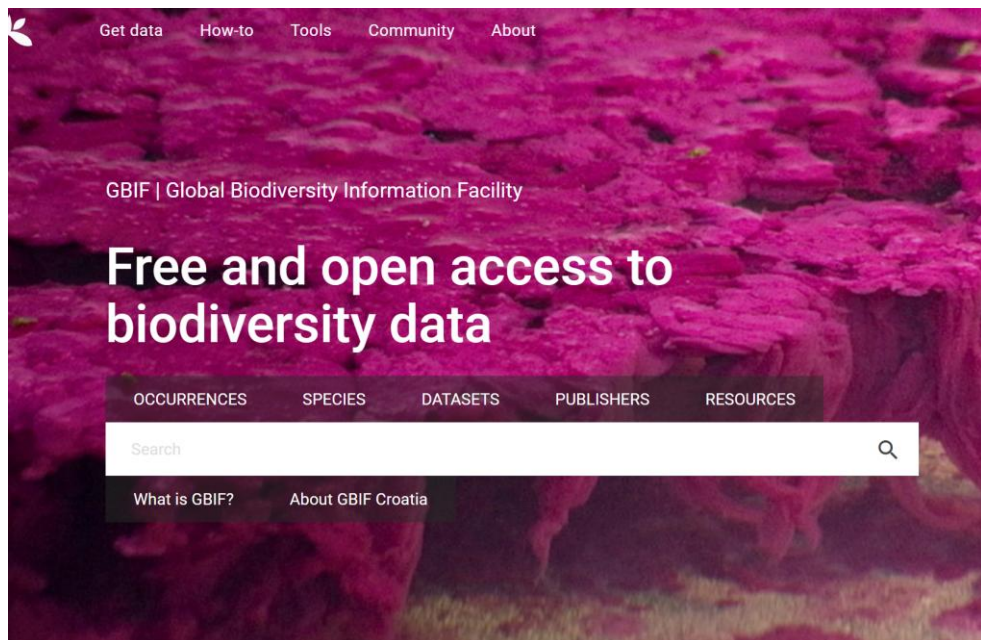 Get data How-to Tools Community About
GBIF | Global Biodiversity Information Facility
Free and open access to
biodiversity data
OCCURRENCES SPECIES DATASETS PUBLISHERS RESOURCES
Search
What is GBIF? About GBIF Croatia